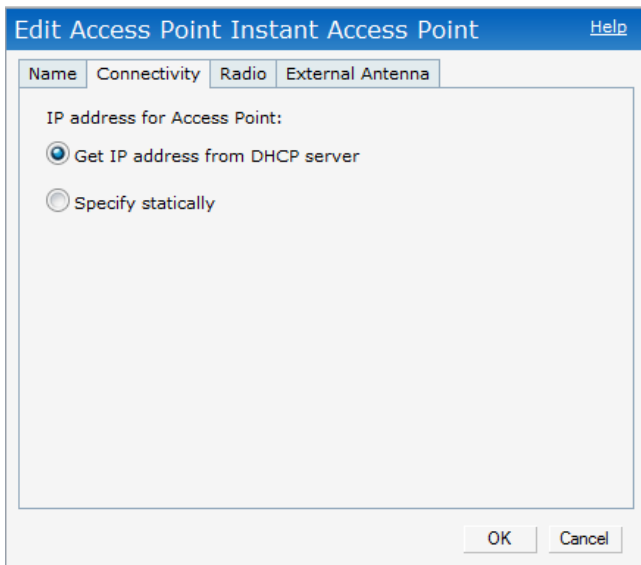 Edit Access Point Instant Access Point Help
Name Connectivity Radio External Antenna
IP address for Access Point:
Get IP address from DHCP server
Specify statically
OK Cancel